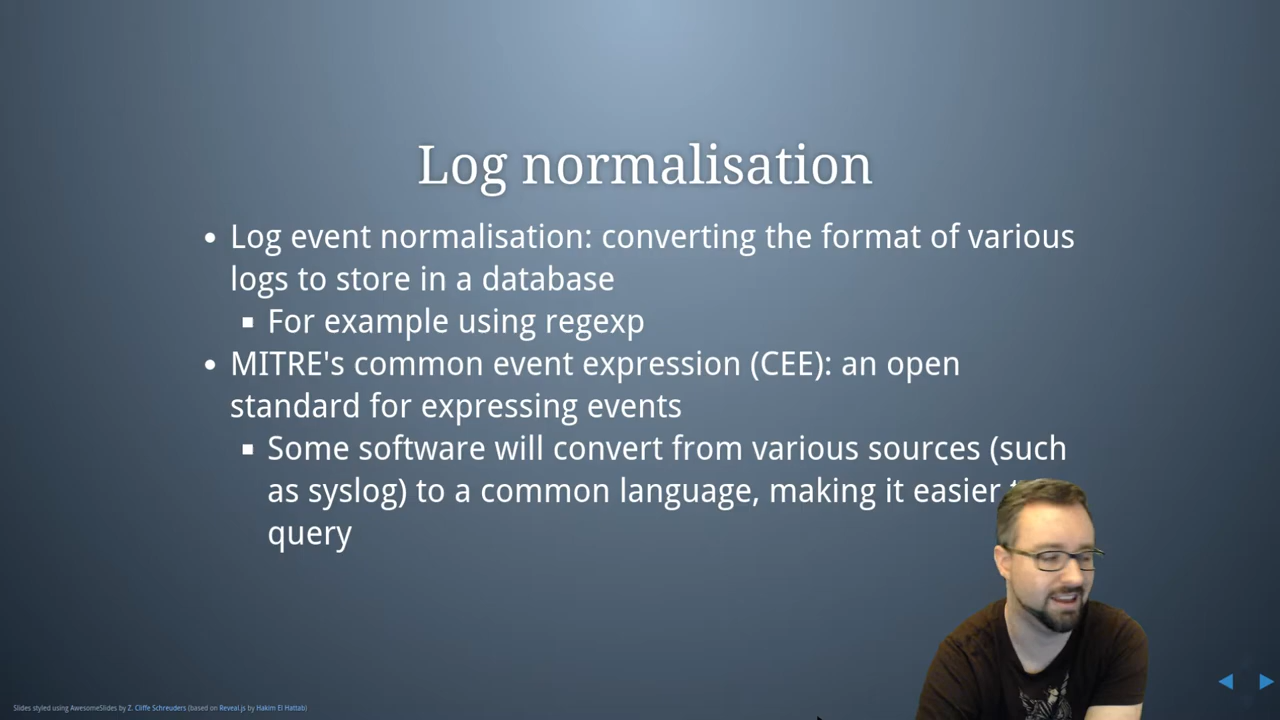 Log normalisation
• Log event normalisation: converting the format of various
logs to store in a database
▪ For example using regexp
• MITRE's common event expression (CEE): an open
standard for expressing events
▪ Some software will convert from various sources (such
as syslog) to a common language, making it easier
query
Slides styled using AwesomeSlides by Z. Cliffe Schreuders (based on Reveal.js by Hakim El Hattab)